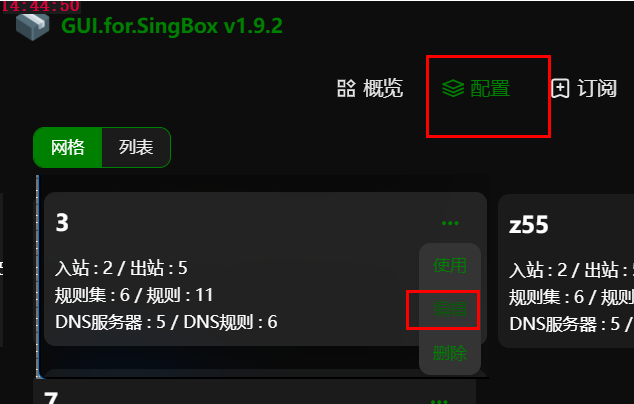 14:44:50
GUI.for.SingBox v1.9.2
概览
配置
订阅
网格
列表
3
...
使用
编辑
删除
入站 : 2 / 出站 : 5
规则集 : 6 / 规则 : 11
DNS服务器 : 5 / DNS规则 : 6
z55
入站 : 2 / 出站 :
规则集 : 6 / 规则
DNS服务器 : 5 /
7
...